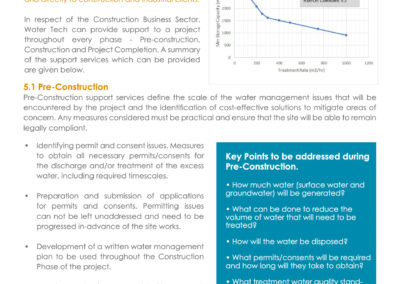 and directly to construction and industrial clients.
In respect of the Construction Business Sector,
Water Tech can provide support to a project
throughout every phase - Pre-construction,
Construction and Project Completion. A summary
of the support services which can be provided
are given below.
Min Storage Capacity (m3)
500
0
0
200
400
600
800
1000
1200
Treatment Rate (m3/hr)
5.1 Pre-Construction
Pre-Construction support services define the scale of the water management issues that will be
encountered by the project and the identification of cost-effective solutions to mitigate areas of
concern. Any measures considered must be practical and ensure that the site will be able to remain
legally compliant.
• Identifying permit and consent issues. Measures
to obtain all necessary permits/consents for
the discharge and/or treatment of the excess
water, including required timescales.
• Preparation and submission of applications
for permits and consents. Permitting issues
can not be left unaddressed and need to be
progressed in-advance of the site works.
• Development of a written water management
plan to be used throughout the Construction
Phase of the project.
Key Points to be addressed during
Pre-Construction.
• How much water (surface water and
groundwater) will be generated?
• What can be done to reduce the
volume of water that will need to be
treated?
• How will the water be disposed?
• What permits/consents will be required
and how long will they take to obtain?
• What treatment water quality stand-